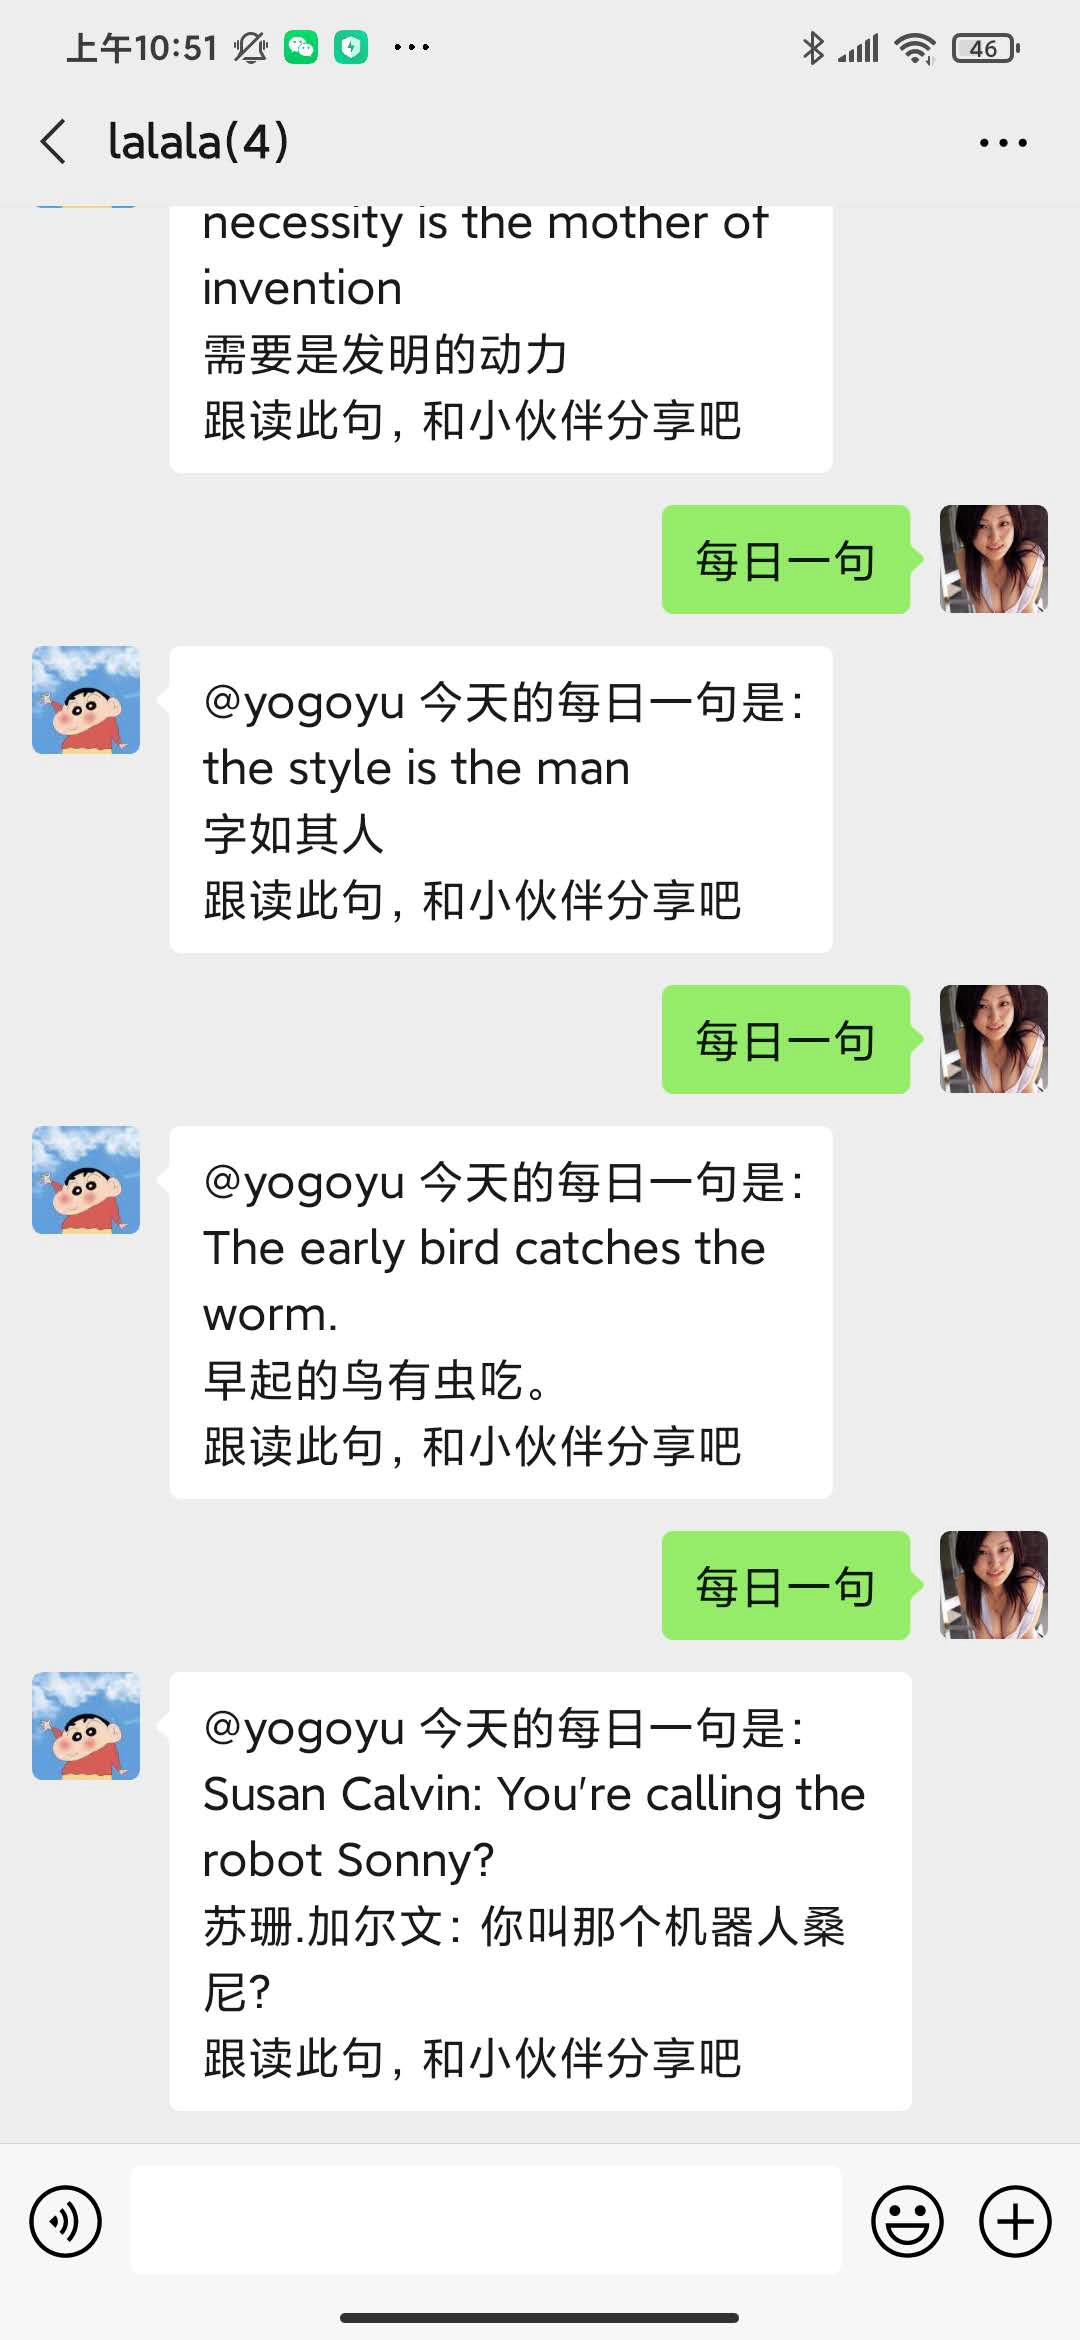 上午10:51
46
lalala(4)
necessity is the mother of
invention
需要是发明的动力
跟读此句，和小伙伴分享吧
每日一句
@yogoyu 今天的每日一句是：
the style is the man
字如其人
跟读此句，和小伙伴分享吧
每日一句
@yogoyu 今天的每日一句是：
The early bird catches the
worm.
早起的鸟有虫吃。
跟读此句，和小伙伴分享吧
每日一句
@yogoyu 今天的每日一句是：
Susan Calvin: You're calling the
robot Sonny?
苏珊.加尔文：你叫那个机器人桑
尼?
跟读此句，和小伙伴分享吧